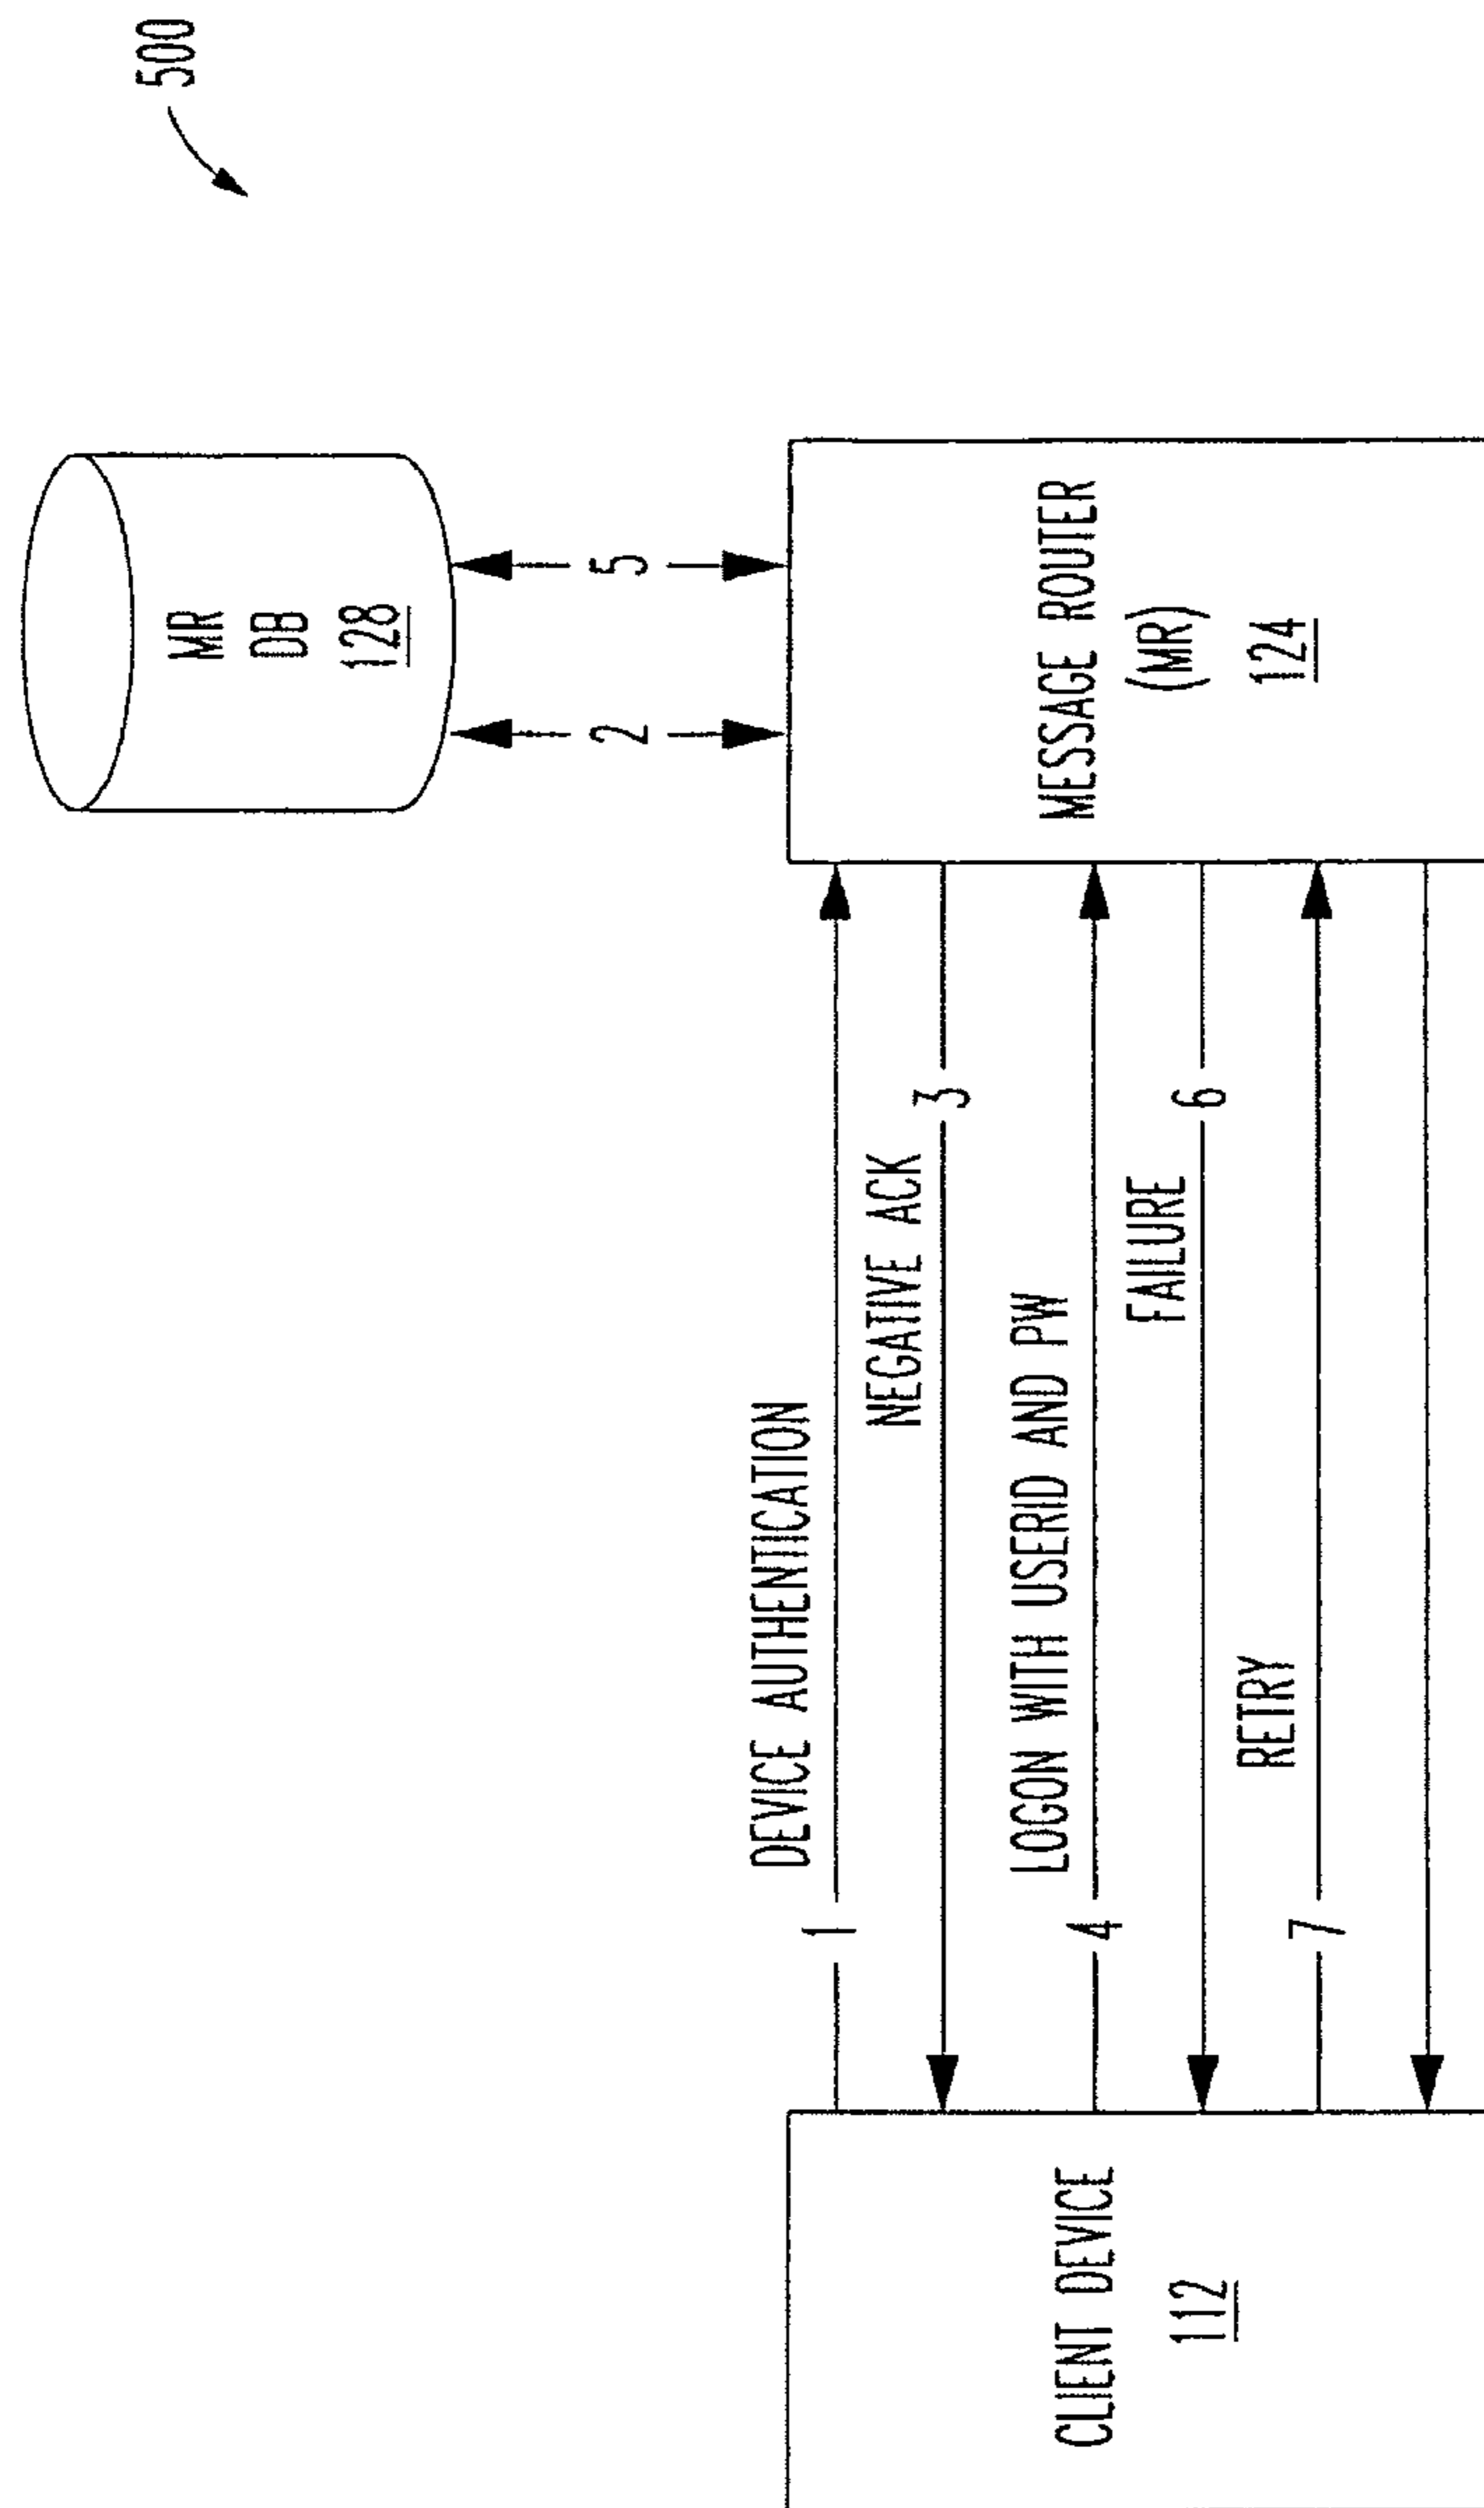 500
MR
DB
128
2
5
DEVICE AUTHENTICATION
1
NEGATIVE ACK
3
LOGON WITH USERID AND PW
4
FAILURE
6
RETRY
7
CLIENT DEVICE
112
MESSAGE ROUTER
(MR)
124